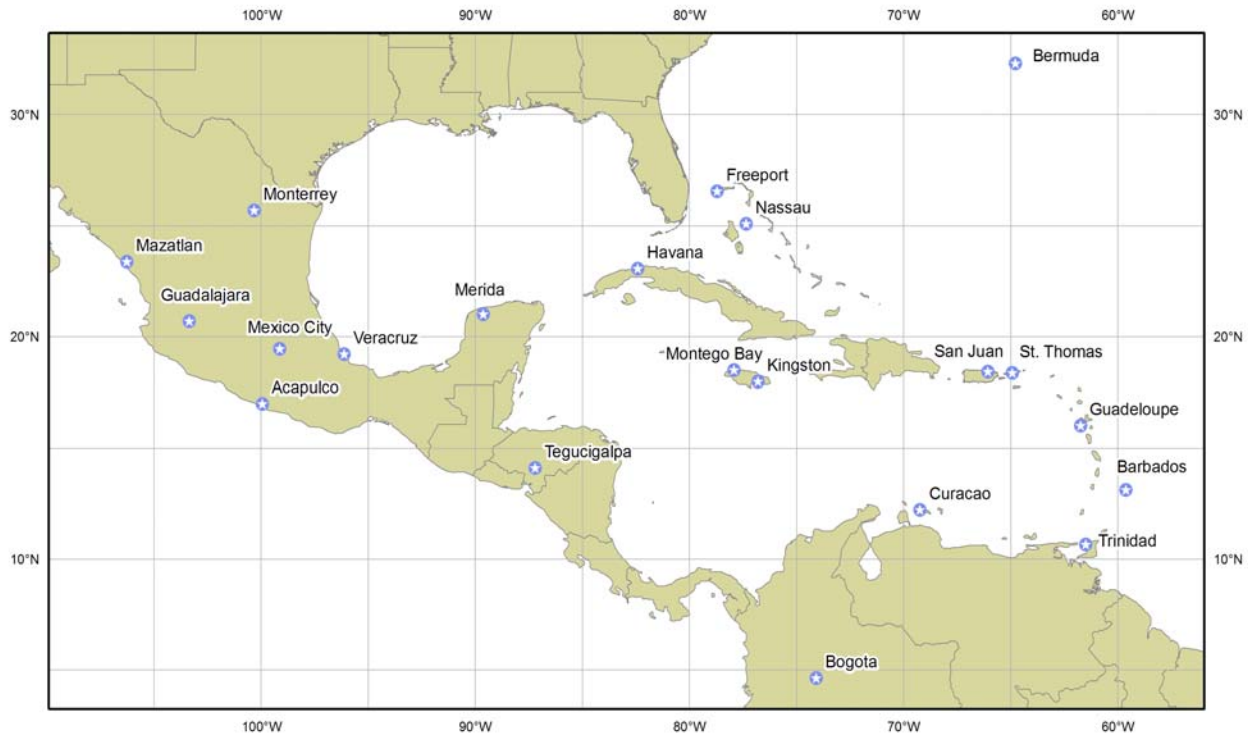 100°W 90°W 80°W 70°W 60°W
Bermuda
30°N 30°N
Freeport
Monterrey
Nassau
Mazatlan
Havana
Guadalajara
Merida
Mexico City
Veracruz
20°N 20°N
Montego Bay
San Juan
St. Thomas
Kingston
Acapulco
Guadeloupe
Tegucigalpa
Barbados
Curacao
Trinidad
10°N 10°N
Bogota
100°W 90°W 80°W 70°W 60°W